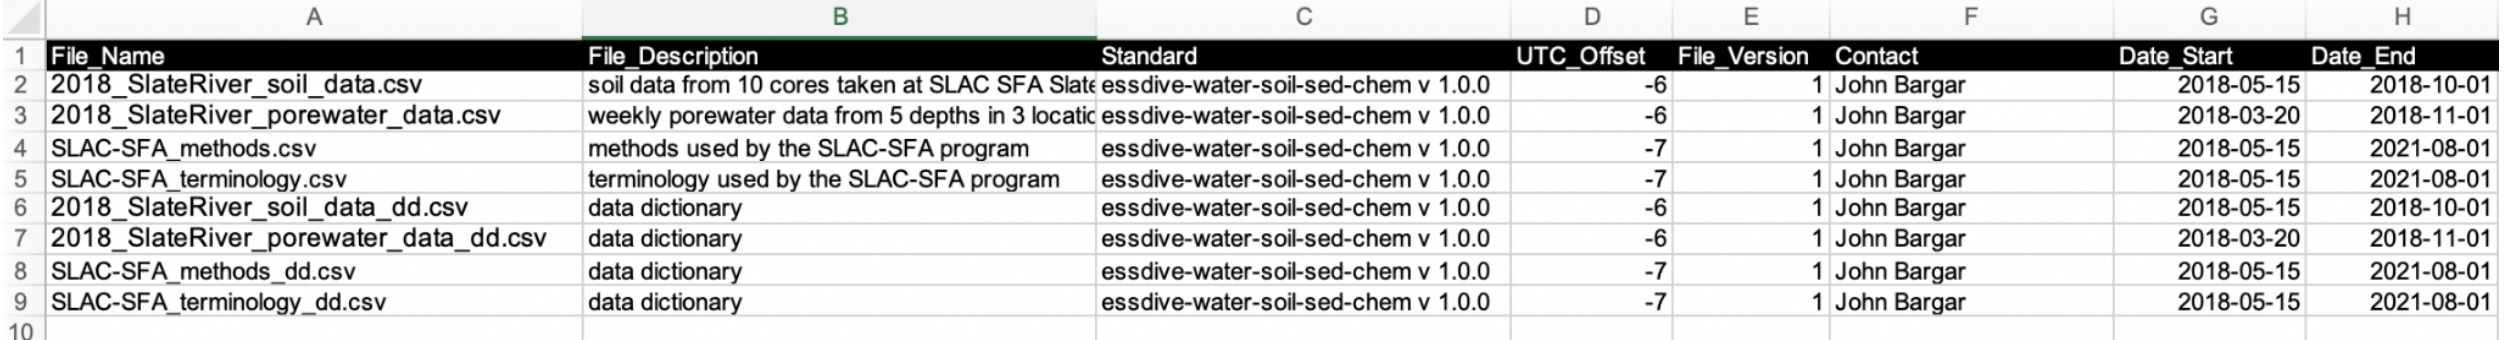 A B C D E F G H
1 File_Name File_Description Standard UTC_Offset File_Version Contact Date_Start Date_End
2 2018_SlateRiver_soil_data.csv soil data from 10 cores taken at SLAC SFA Slate essdive-water-soil-sed-chem v 1.0.0 -6 1 John Bargar 2018-05-15 2018-10-01
3 2018_SlateRiver_porewater_data.csv weekly porewater data from 5 depths in 3 locatio essdive-water-soil-sed-chem v 1.0.0 -6 1 John Bargar 2018-03-20 2018-11-01
4 SLAC-SFA_methods.csv methods used by the SLAC-SFA program essdive-water-soil-sed-chem v 1.0.0 -7 1 John Bargar 2018-05-15 2021-08-01
5 SLAC-SFA_terminology.csv terminology used by the SLAC-SFA program essdive-water-soil-sed-chem v 1.0.0 -7 1 John Bargar 2018-05-15 2021-08-01
6 2018_SlateRiver_soil_data_dd.csv data dictionary essdive-water-soil-sed-chem v 1.0.0 -6 1 John Bargar 2018-05-15 2018-10-01
7 2018_SlateRiver_porewater_data_dd.csv data dictionary essdive-water-soil-sed-chem v 1.0.0 -6 1 John Bargar 2018-03-20 2018-11-01
8 SLAC-SFA_methods_dd.csv data dictionary essdive-water-soil-sed-chem v 1.0.0 -7 1 John Bargar 2018-05-15 2021-08-01
9 SLAC-SFA_terminology_dd.csv data dictionary essdive-water-soil-sed-chem v 1.0.0 -7 1 John Bargar 2018-05-15 2021-08-01
10